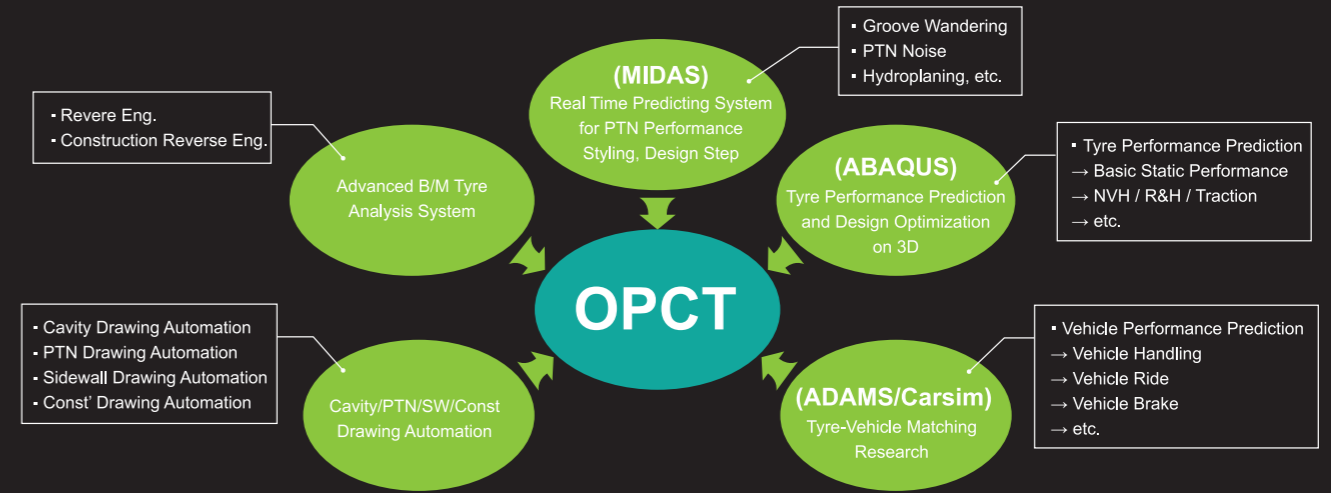 ▪ Groove Wandering
▪ PTN Noise
▪ Hydroplaning, etc.
(MIDAS)
Real Time Predicting System
for PTN Performance
Styling, Design Step
▪ Revere Eng.
▪ Construction Reverse Eng.
Advanced B/M Tyre
Analysis System
(ABAQUS)
Tyre Performance Prediction
and Design Optimization
on 3D
▪ Tyre Performance Prediction
→ Basic Static Performance
→ NVH / R&H / Traction
→ etc.
OPCT
▪ Cavity Drawing Automation
▪ PTN Drawing Automation
▪ Sidewall Drawing Automation
▪ Const' Drawing Automation
Cavity/PTN/SW/Const
Drawing Automation
(ADAMS/Carsim)
Tyre-Vehicle Matching
Research
▪ Vehicle Performance Prediction
→ Vehicle Handling
→ Vehicle Ride
→ Vehicle Brake
→ etc.